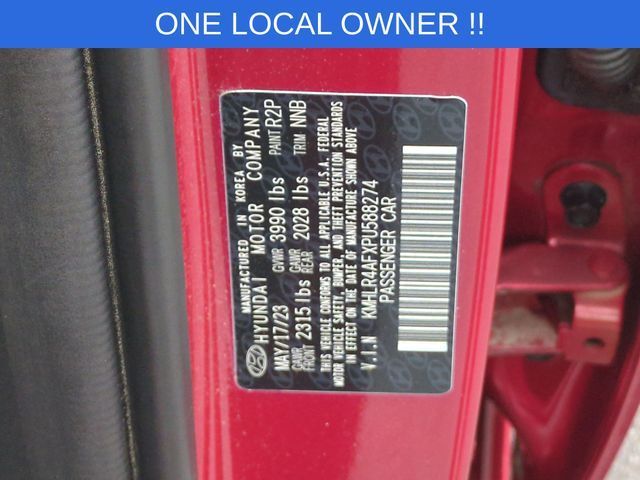 ONE LOCAL OWNER !!
MANUFACTURED IN KOREA BY
HYUNDAI MOTOR COMPANY
MAY/17/23 GVWR 3990 lbs PAINT R2P
GAWR FRONT 2315 lbs GAWR REAR 2028 lbs TRIM NNB
THIS VEHICLE CONFORMS TO ALL APPLICABLE U.S.A. FEDERAL
MOTOR VEHICLE SAFETY, BUMPER, AND THEFT PREVENTION STANDARDS
IN EFFECT ON THE DATE OF MANUFACTURE SHOWN ABOVE
V.I.N KMHLR4AFXPU588274
PASSENGER CAR